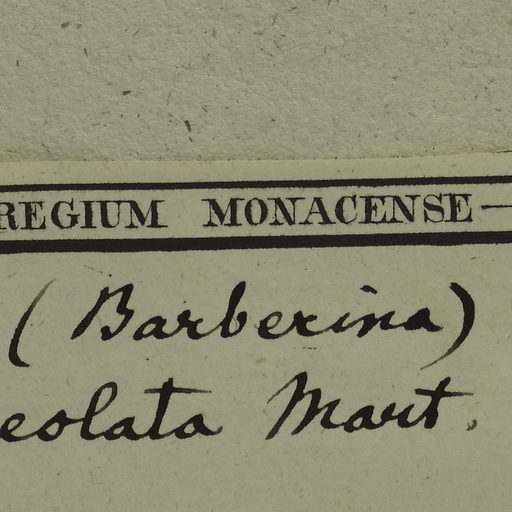 REGIUM MONACENSE—
(Barberina)
eolata Mart.